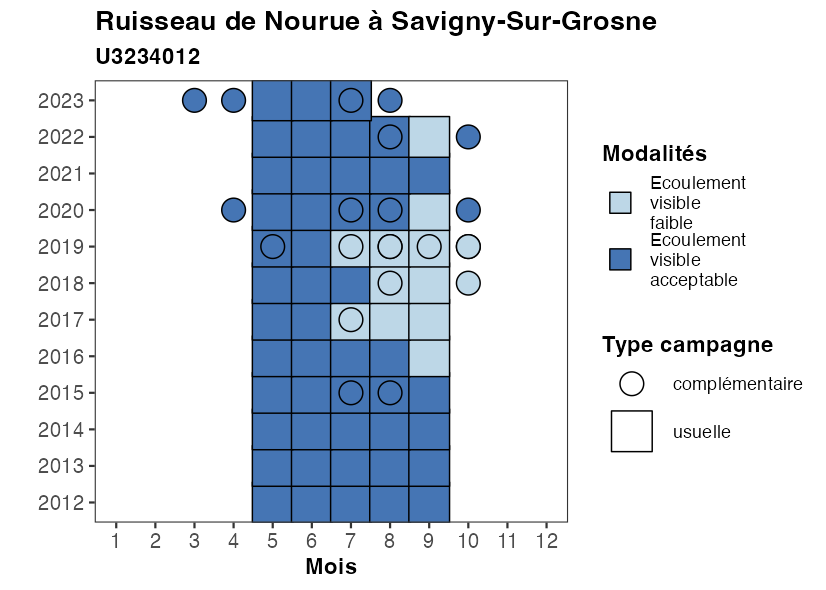 Ruisseau de Nourue à Savigny-Sur-Grosne
U3234012
2023
2022
2021
2020
2019
2018
2017
2016
2015
2014
2013
2012
1 2 3 4 5 6 7 8 9 10 11 12
Mois
Modalités
Ecoulement
visible
faible
Ecoulement
visible
acceptable
Type campagne
complémentaire
usuelle